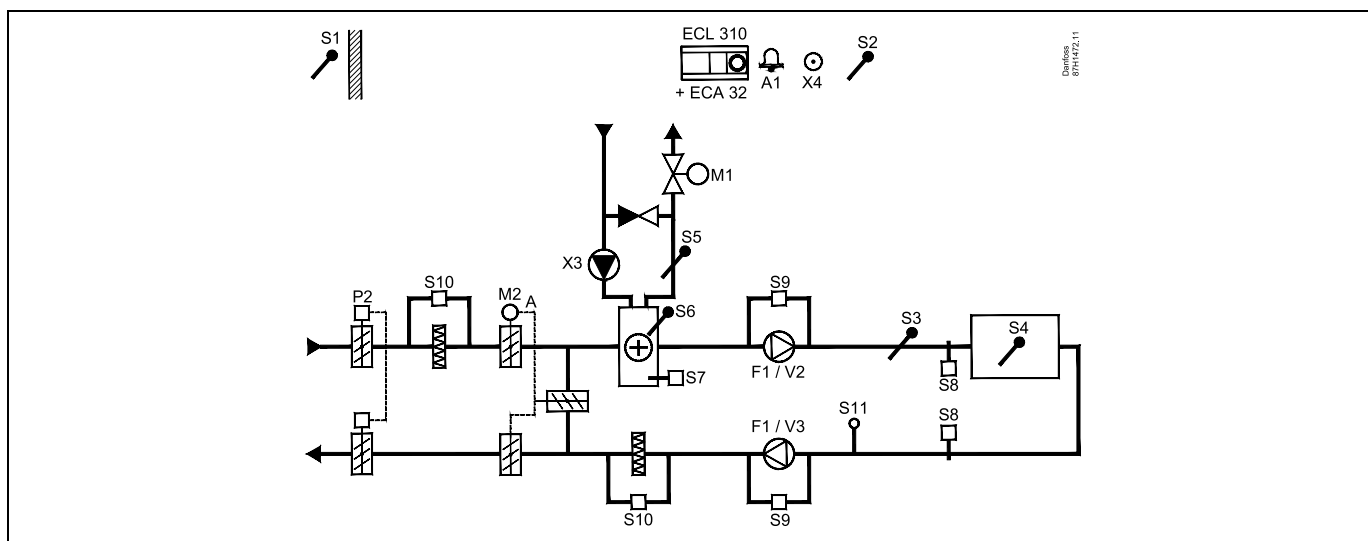 S1
ECL 310
+ ECA 32
A1
X4
S2
Danfoss
87H1472.11
M1
S5
X3
P2
S10
M2
A
S6
S9
S3
S4
F1 / V2
S7
S8
S11
S8
F1 / V3
S10
S9